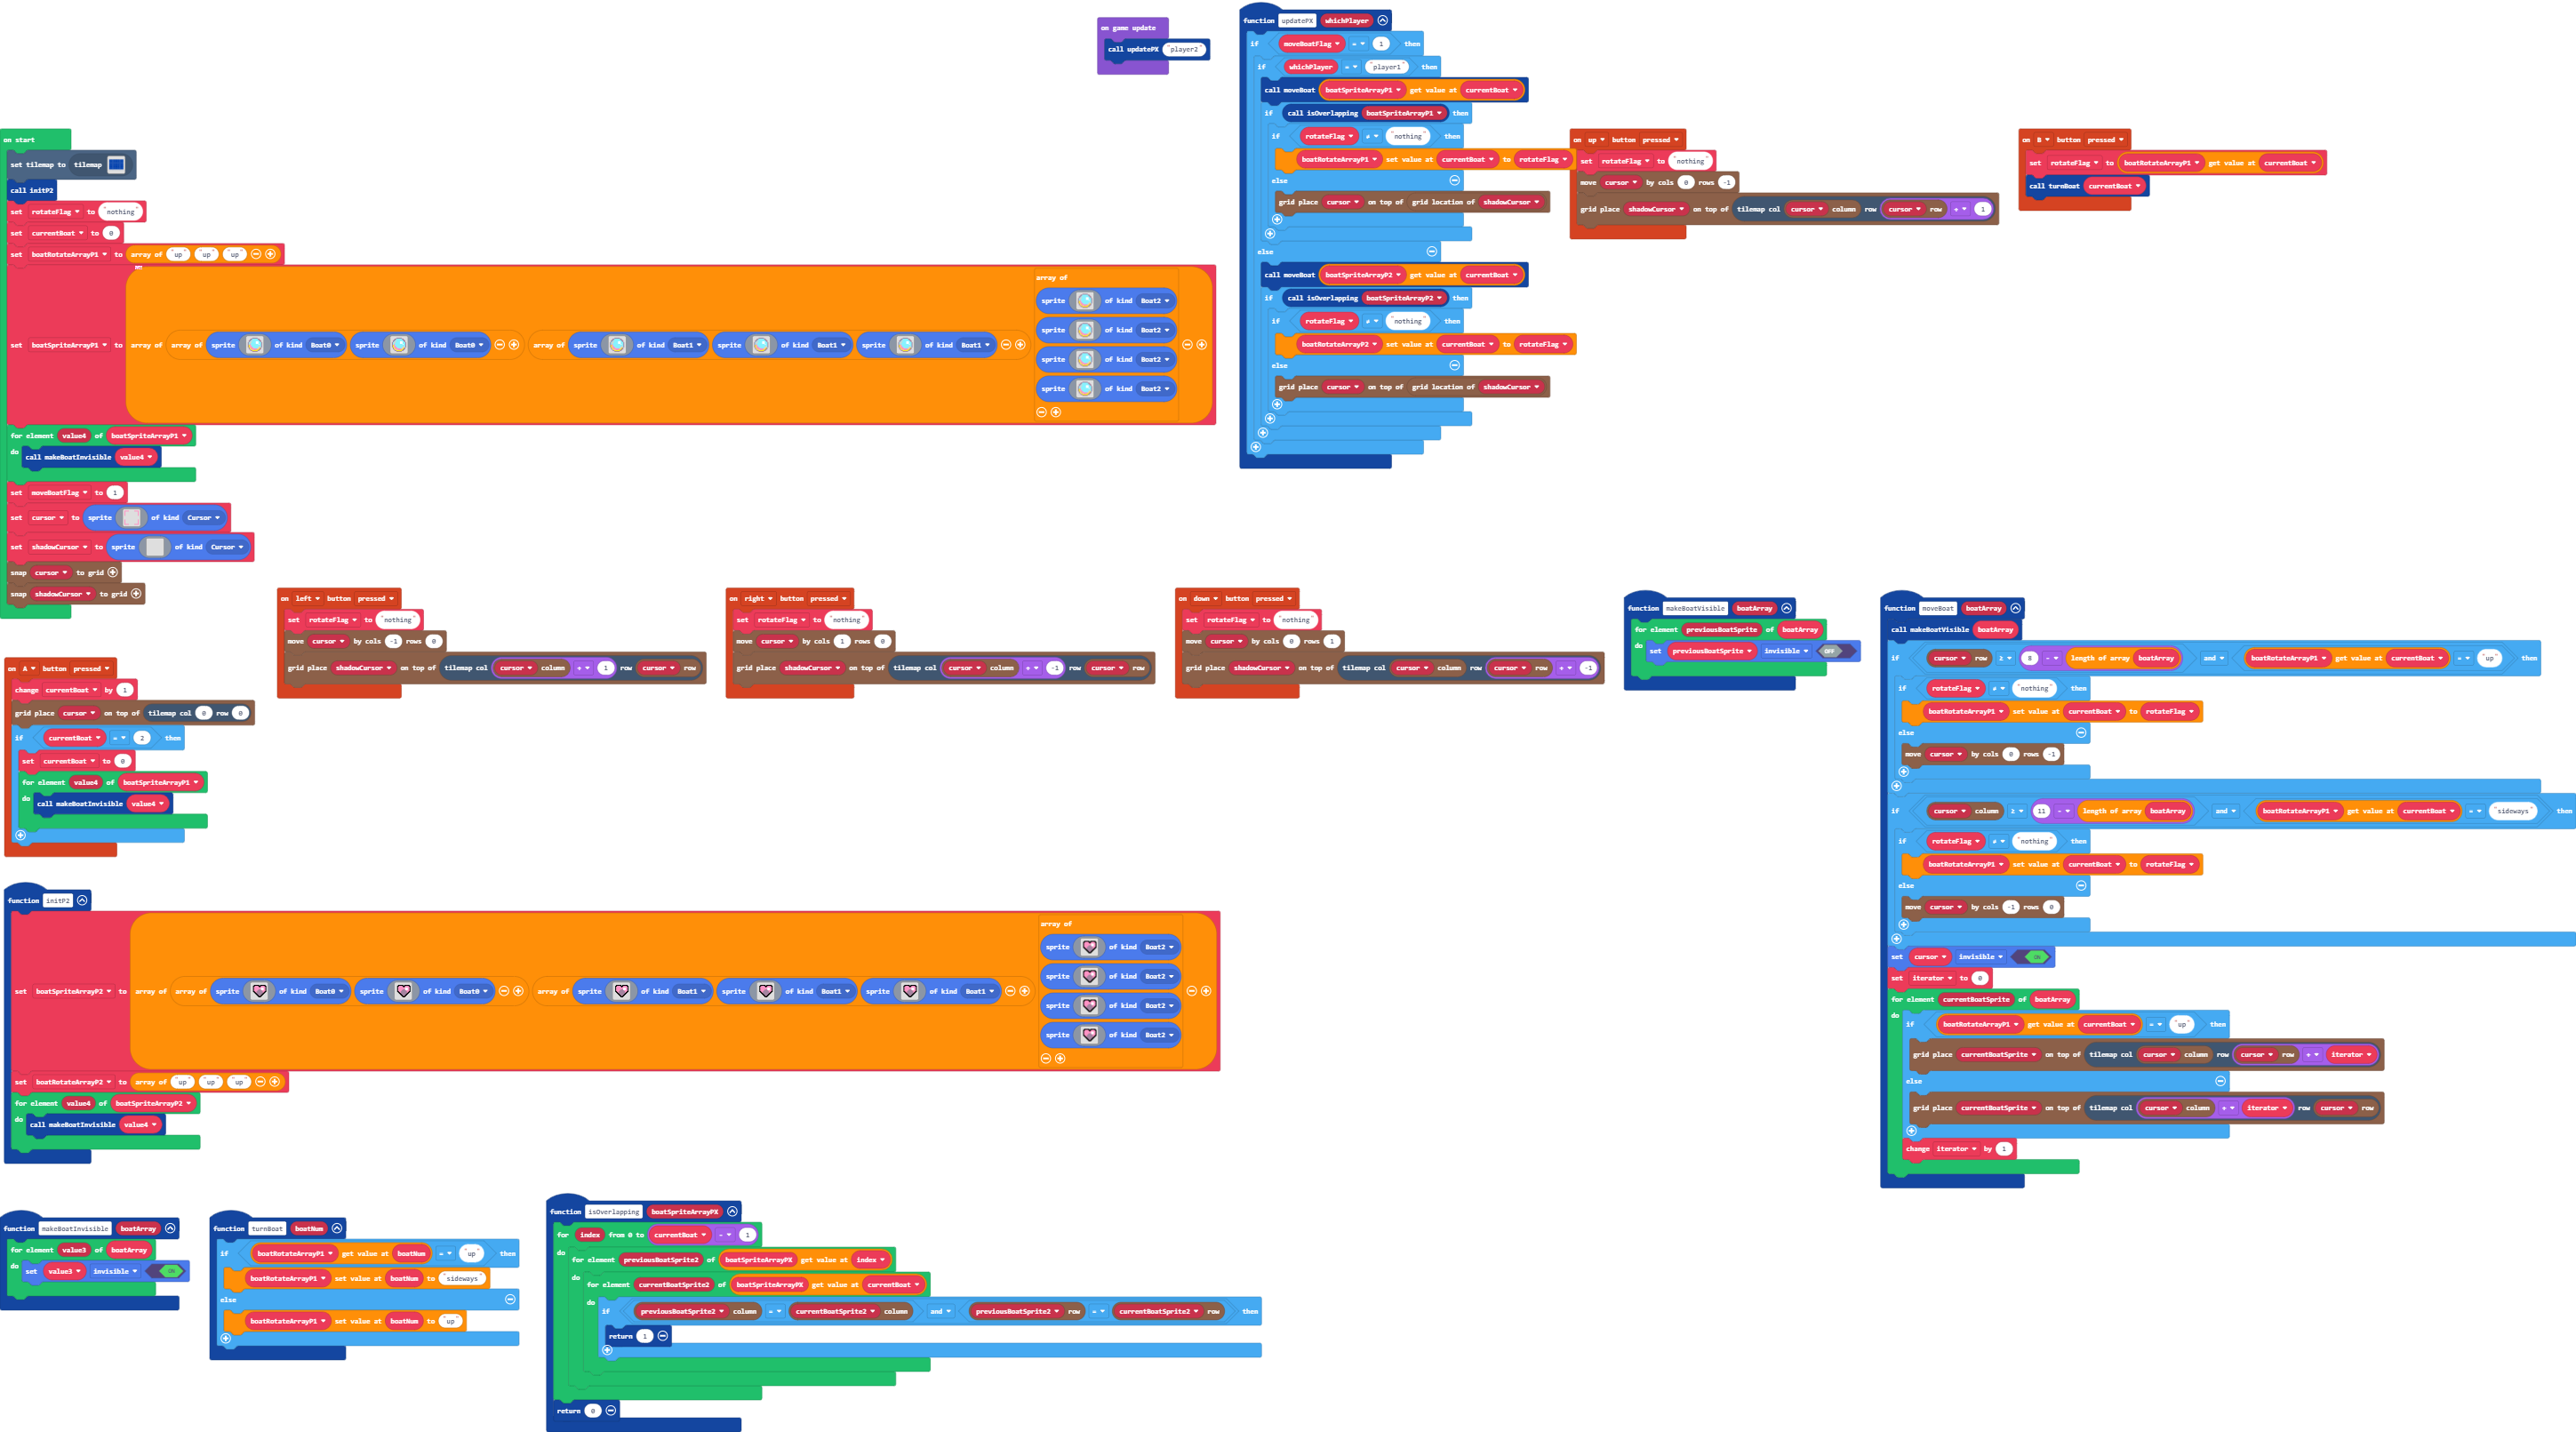 on game update
call updatePX "player2"
function updatePX whichPlayer
if moveBoatFlag = 1 then
if whichPlayer = "player1" then
call moveBoat boatSpriteArrayP1 get value at currentBoat
if call isOverlapping boatSpriteArrayP1 then
if rotateFlag ≠ "nothing" then
boatRotateArrayP1 set value at currentBoat to rotateFlag
else
grid place cursor on top of grid location of shadowCursor
else
call moveBoat boatSpriteArrayP2 get value at currentBoat
if call isOverlapping boatSpriteArrayP2 then
if rotateFlag ≠ "nothing" then
boatRotateArrayP2 set value at currentBoat to rotateFlag
else
grid place cursor on top of grid location of shadowCursor
on up button pressed
set rotateFlag to "nothing"
move cursor by cols 0 rows -1
grid place shadowCursor on top of tilemap col cursor column row cursor row + 1
on B button pressed
set rotateFlag to boatRotateArrayP1 get value at currentBoat
call turnBoat currentBoat
on start
set tilemap to tilemap
call initP2
set rotateFlag to "nothing"
set currentBoat to 0
set boatRotateArrayP1 to array of "up" "up" "up"
set boatSpriteArrayP1 to array of array of sprite of kind Boat0 sprite of kind Boat0 array of sprite of kind Boat1 sprite of kind Boat1 sprite of kind Boat1
array of
sprite of kind Boat2
sprite of kind Boat2
sprite of kind Boat2
sprite of kind Boat2
for element value4 of boatSpriteArrayP1
do call makeBoatInvisible value4
set moveBoatFlag to 1
set cursor to sprite of kind Cursor
set shadowCursor to sprite of kind Cursor
snap cursor to grid
snap shadowCursor to grid
on left button pressed
set rotateFlag to "nothing"
move cursor by cols -1 rows 0
grid place shadowCursor on top of tilemap col cursor column + 1 row cursor row
on right button pressed
set rotateFlag to "nothing"
move cursor by cols 1 rows 0
grid place shadowCursor on top of tilemap col cursor column + -1 row cursor row
on down button pressed
set rotateFlag to "nothing"
move cursor by cols 0 rows 1
grid place shadowCursor on top of tilemap col cursor column row cursor row + -1
function makeBoatVisible boatArray
for element previousBoatSprite of boatArray
do set previousBoatSprite invisible OFF
function moveBoat boatArray
call makeBoatVisible boatArray
if cursor row ≥ 8 - length of array boatArray and boatRotateArrayP1 get value at currentBoat = "up" then
if rotateFlag ≠ "nothing" then
boatRotateArrayP1 set value at currentBoat to rotateFlag
else
move cursor by cols 0 rows -1
if cursor column ≥ 11 - length of array boatArray and boatRotateArrayP1 get value at currentBoat = "sideways" then
if rotateFlag ≠ "nothing" then
boatRotateArrayP1 set value at currentBoat to rotateFlag
else
move cursor by cols -1 rows 0
set cursor invisible ON
set iterator to 0
for element currentBoatSprite of boatArray
do
if boatRotateArrayP1 get value at currentBoat = "up" then
grid place currentBoatSprite on top of tilemap col cursor column row cursor row + iterator
else
grid place currentBoatSprite on top of tilemap col cursor column + iterator row cursor row
change iterator by 1
on A button pressed
change currentBoat by 1
grid place cursor on top of tilemap col 0 row 0
if currentBoat = 2 then
set currentBoat to 0
for element value4 of boatSpriteArrayP1
do call makeBoatInvisible value4
function initP2
set boatSpriteArrayP2 to array of array of sprite of kind Boat0 sprite of kind Boat0 array of sprite of kind Boat1 sprite of kind Boat1 sprite of kind Boat1
array of
sprite of kind Boat2
sprite of kind Boat2
sprite of kind Boat2
sprite of kind Boat2
set boatRotateArrayP2 to array of "up" "up" "up"
for element value4 of boatSpriteArrayP2
do call makeBoatInvisible value4
function makeBoatInvisible boatArray
for element value3 of boatArray
do set value3 invisible ON
function turnBoat boatNum
if boatRotateArrayP1 get value at boatNum = "up" then
boatRotateArrayP1 set value at boatNum to "sideways"
else
boatRotateArrayP1 set value at boatNum to "up"
function isOverlapping boatSpriteArrayPX
for index from 0 to currentBoat - 1
do for element previousBoatSprite2 of boatSpriteArrayPX get value at index
do for element currentBoatSprite2 of boatSpriteArrayPX get value at currentBoat
do if previousBoatSprite2 column = currentBoatSprite2 column and previousBoatSprite2 row = currentBoatSprite2 row then
return 1
return 0